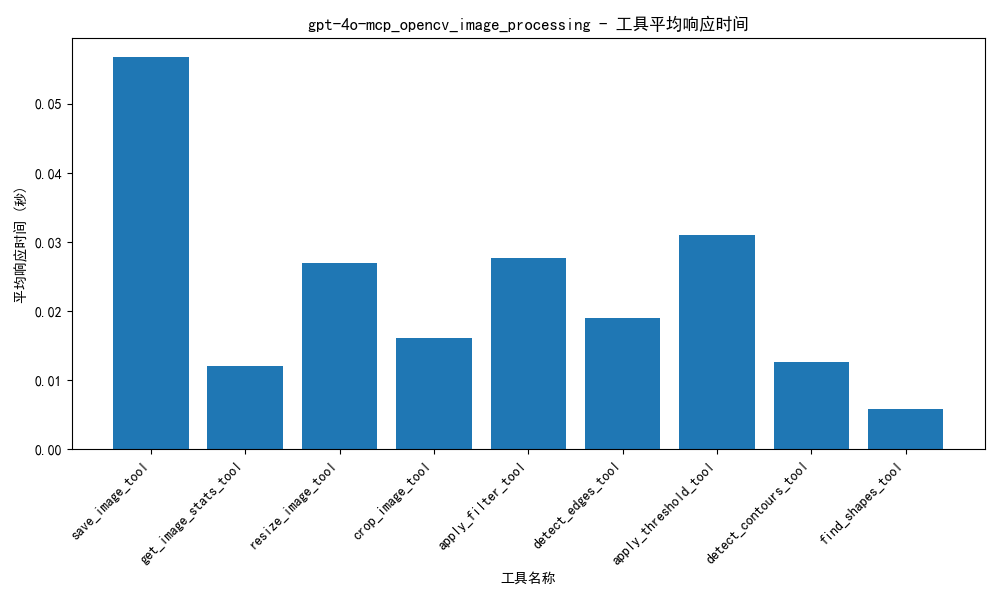 gpt-4o-mcp_opencv_image_processing - 工具平均响应时间
平均响应时间 (秒)
0.05
0.04
0.03
0.02
0.01
0.00
save_image_tool
get_image_stats_tool
resize_image_tool
crop_image_tool
apply_filter_tool
detect_edges_tool
apply_threshold_tool
detect_contours_tool
find_shapes_tool
工具名称